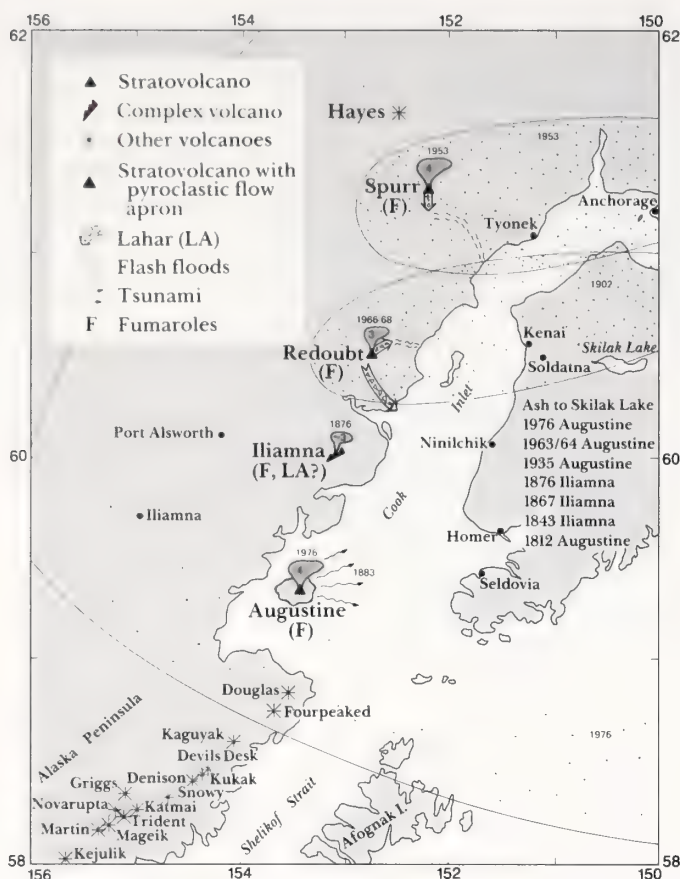 156
154
152
150
62
62
Stratovolcano
Complex volcano
Other volcanoes
Stratovolcano with
pyroclastic flow
apron
Lahar (LA)
Flash floods
Tsunami
F Fumaroles
Hayes
1953
1953
4
Spurr
(F)
Tyonek
Anchorage
1902
1966-68
3
Redoubt
(F)
Kenai
Soldatna
Skilak Lake
Inlet
Cook
Port Alsworth
1876
3
Iliamna
(F, LA?)
Ninilchik
60
60
Ash to Skilak Lake
1976 Augustine
1963/64 Augustine
1935 Augustine
1876 Iliamna
1867 Iliamna
1843 Iliamna
1812 Augustine
Iliamna
Homer
Seldovia
1976
4
1883
Augustine
(F)
Douglas
Fourpeaked
Kaguyak
Devils Desk
Kukak
Denison
Snowy
Griggs
Novarupta
Katmai
Trident
Martin
Mageik
Kejulik
Alaska Peninsula
Shelikof Strait
Afognak I.
1976
58
58
156
154
152
150